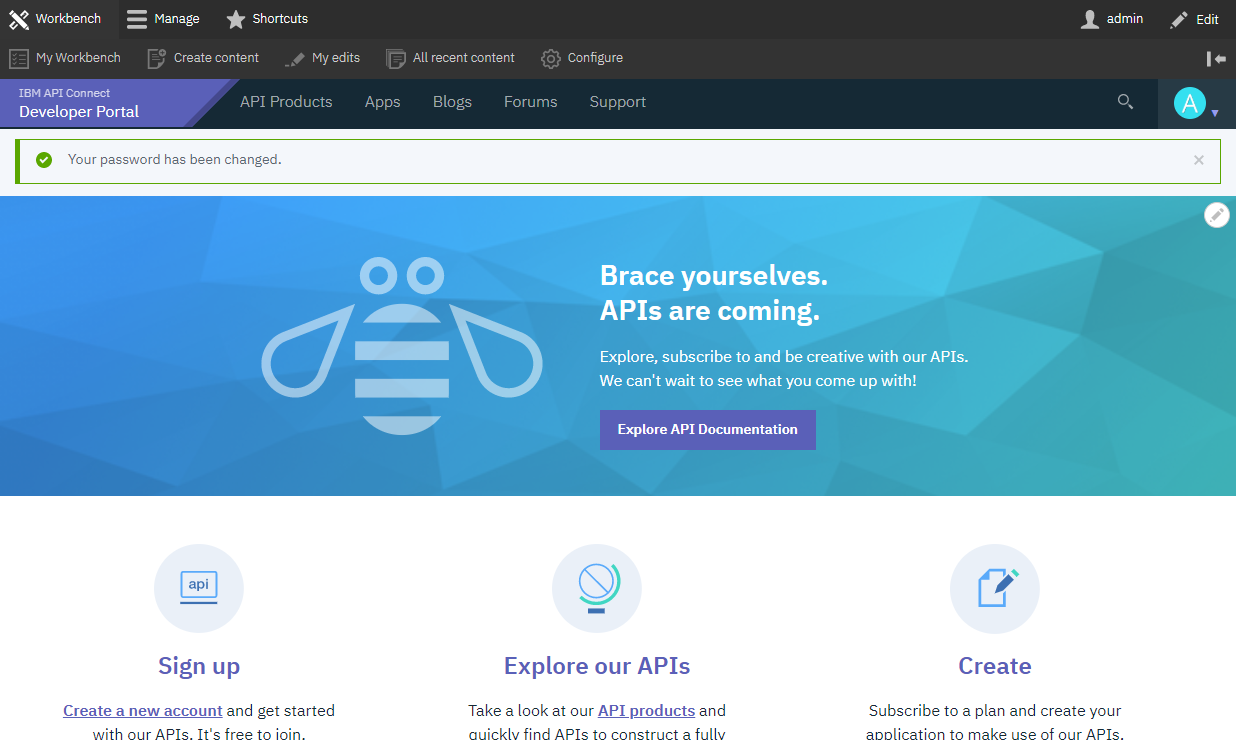 Workbench Manage Shortcuts admin Edit
My Workbench Create content My edits All recent content Configure
IBM API Connect
Developer Portal
API Products Apps Blogs Forums Support
A
Your password has been changed.
Brace yourselves.
APIs are coming.
Explore, subscribe to and be creative with our APIs.
We can't wait to see what you come up with!
Explore API Documentation
api
Sign up
Create a new account and get started
with our APIs. It's free to join.
Explore our APIs
Take a look at our API products and
quickly find APIs to construct a fully
Create
Subscribe to a plan and create your
application to make use of our APIs.